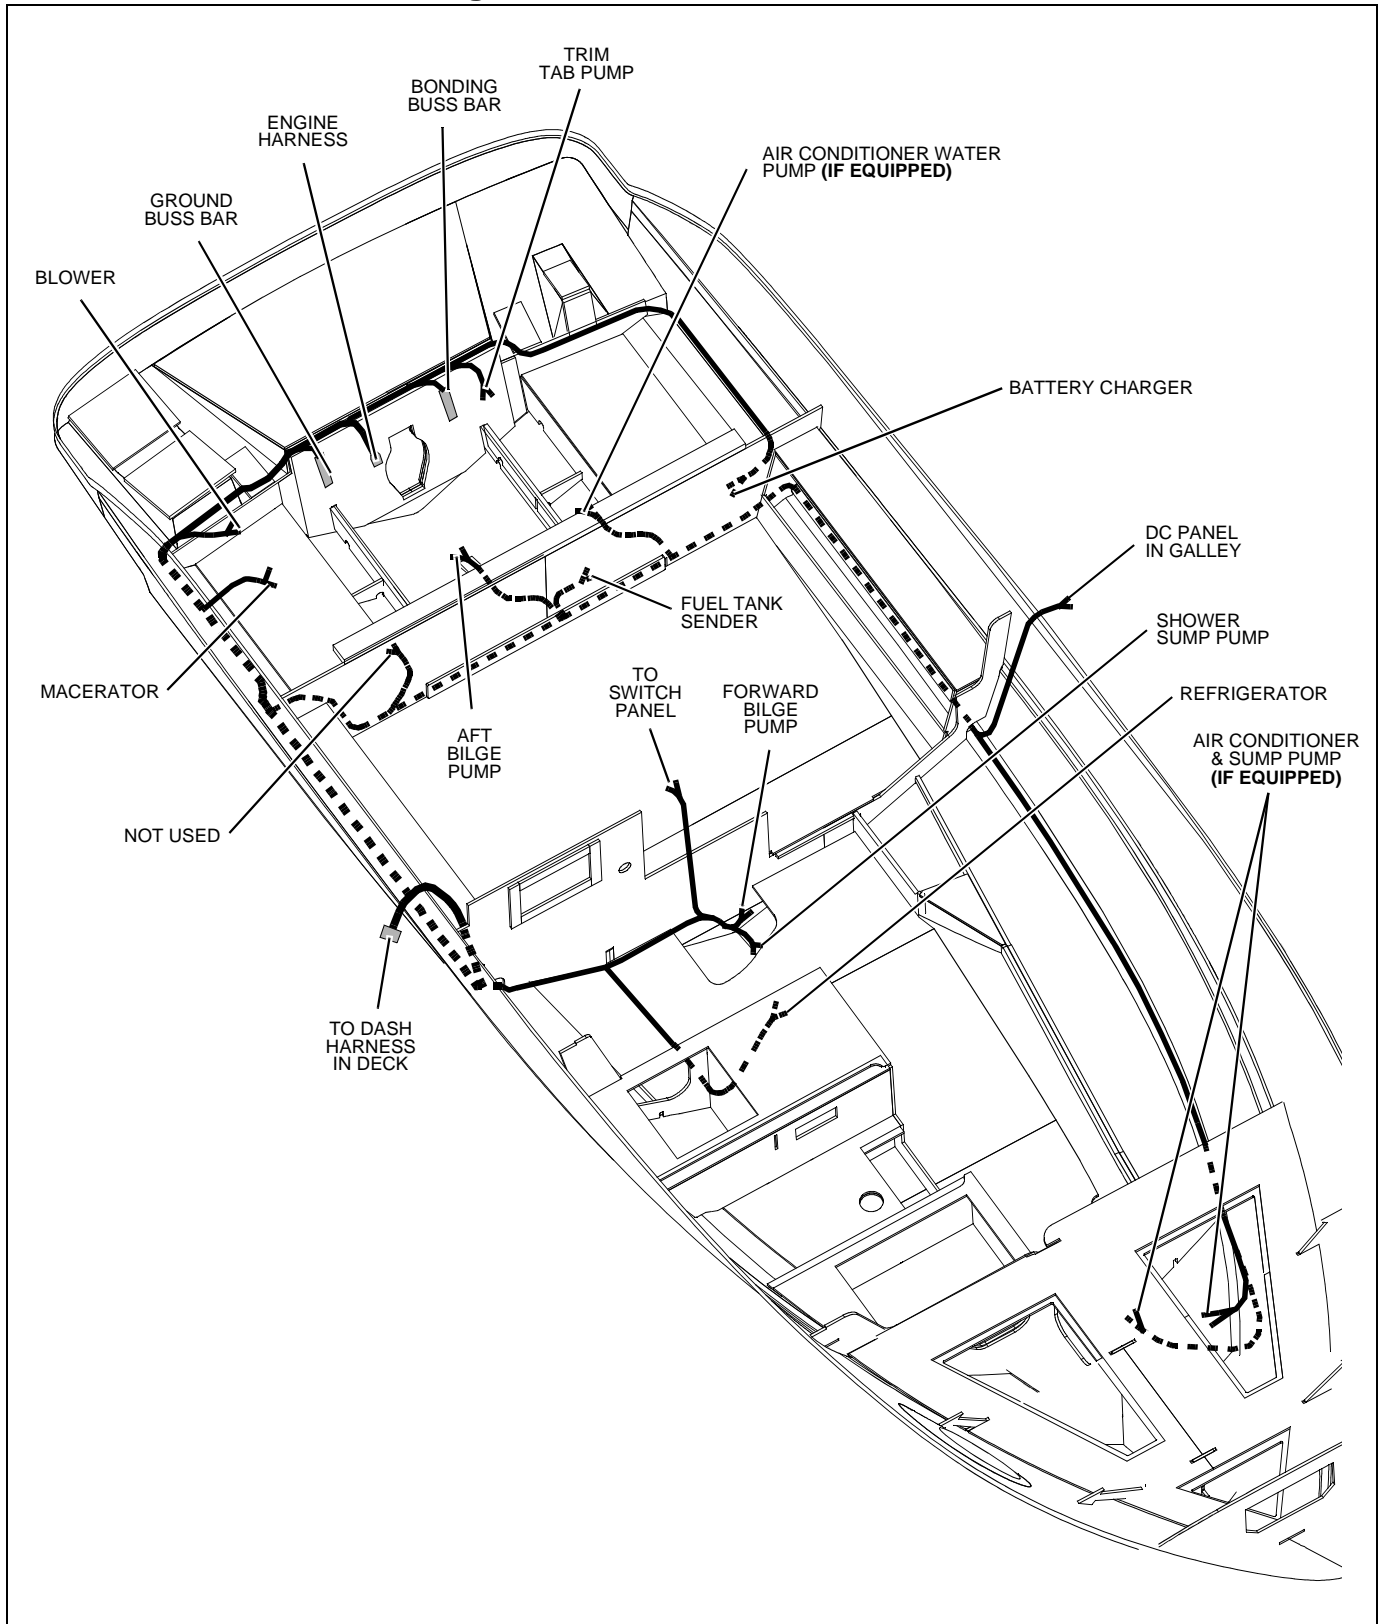 TRIM
TAB PUMP
BONDING
BUSS BAR
ENGINE
HARNESS
AIR CONDITIONER WATER
PUMP (IF EQUIPPED)
GROUND
BUSS BAR
BLOWER
BATTERY CHARGER
DC PANEL
IN GALLEY
FUEL TANK
SENDER
SHOWER
SUMP PUMP
MACERATOR
TO
SWITCH
PANEL
FORWARD
BILGE
PUMP
REFRIGERATOR
AFT
BILGE
PUMP
AIR CONDITIONER
& SUMP PUMP
(IF EQUIPPED)
NOT USED
TO DASH
HARNESS
IN DECK